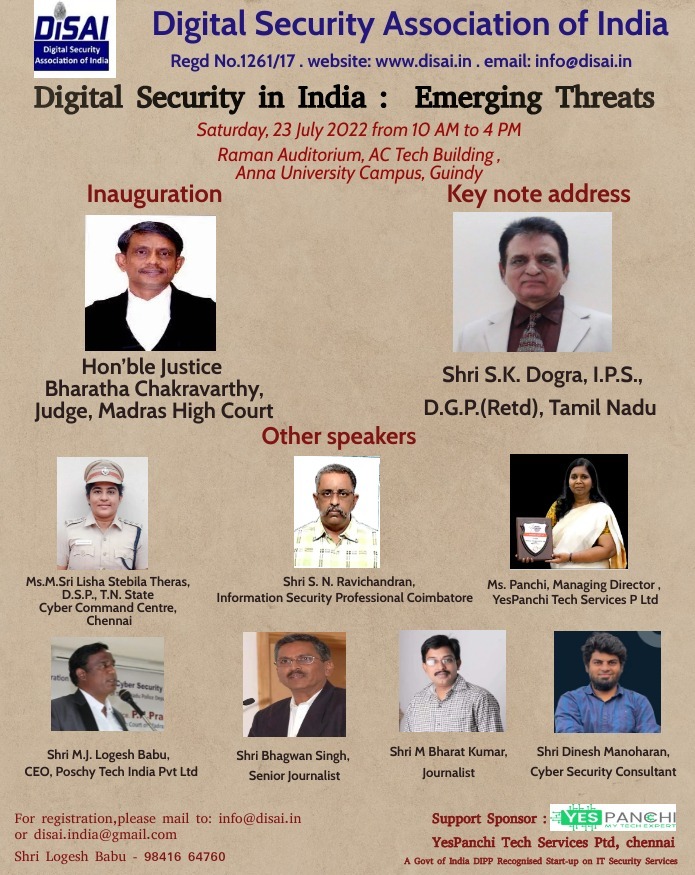 DiSAI
Digital Security
Association of India
Digital Security Association of India
Regd No.1261/17 . website: www.disai.in . email: info@disai.in
Digital Security in India : Emerging Threats
Saturday, 23 July 2022 from 10 AM to 4 PM
Raman Auditorium, AC Tech Building ,
Anna University Campus, Guindy
Inauguration
Key note address
Hon'ble Justice
Bharatha Chakravarthy,
Judge, Madras High Court
Shri S.K. Dogra, I.P.S.,
D.G.P.(Retd), Tamil Nadu
Other speakers
Ms.M.Sri Lisha Stebila Theras,
D.S.P., T.N. State
Cyber Command Centre,
Chennai
Shri S. N. Ravichandran,
Information Security Professional Coimbatore
Ms. Panchi, Managing Director ,
YesPanchi Tech Services P Ltd
Cyber Security
Shri M.J. Logesh Babu,
CEO, Poschy Tech India Pvt Ltd
Shri Bhagwan Singh,
Senior Journalist
Shri M Bharat Kumar,
Journalist
Shri Dinesh Manoharan,
Cyber Security Consultant
For registration,please mail to: info@disai.in
or disai.india@gmail.com
Shri Logesh Babu - 98416 64760
Support Sponsor :
YES PANCHI
MY TECH EXPERT
YesPanchi Tech Services Ptd, chennai
A Govt of India DIPP Recognised Start-up on IT Security Services